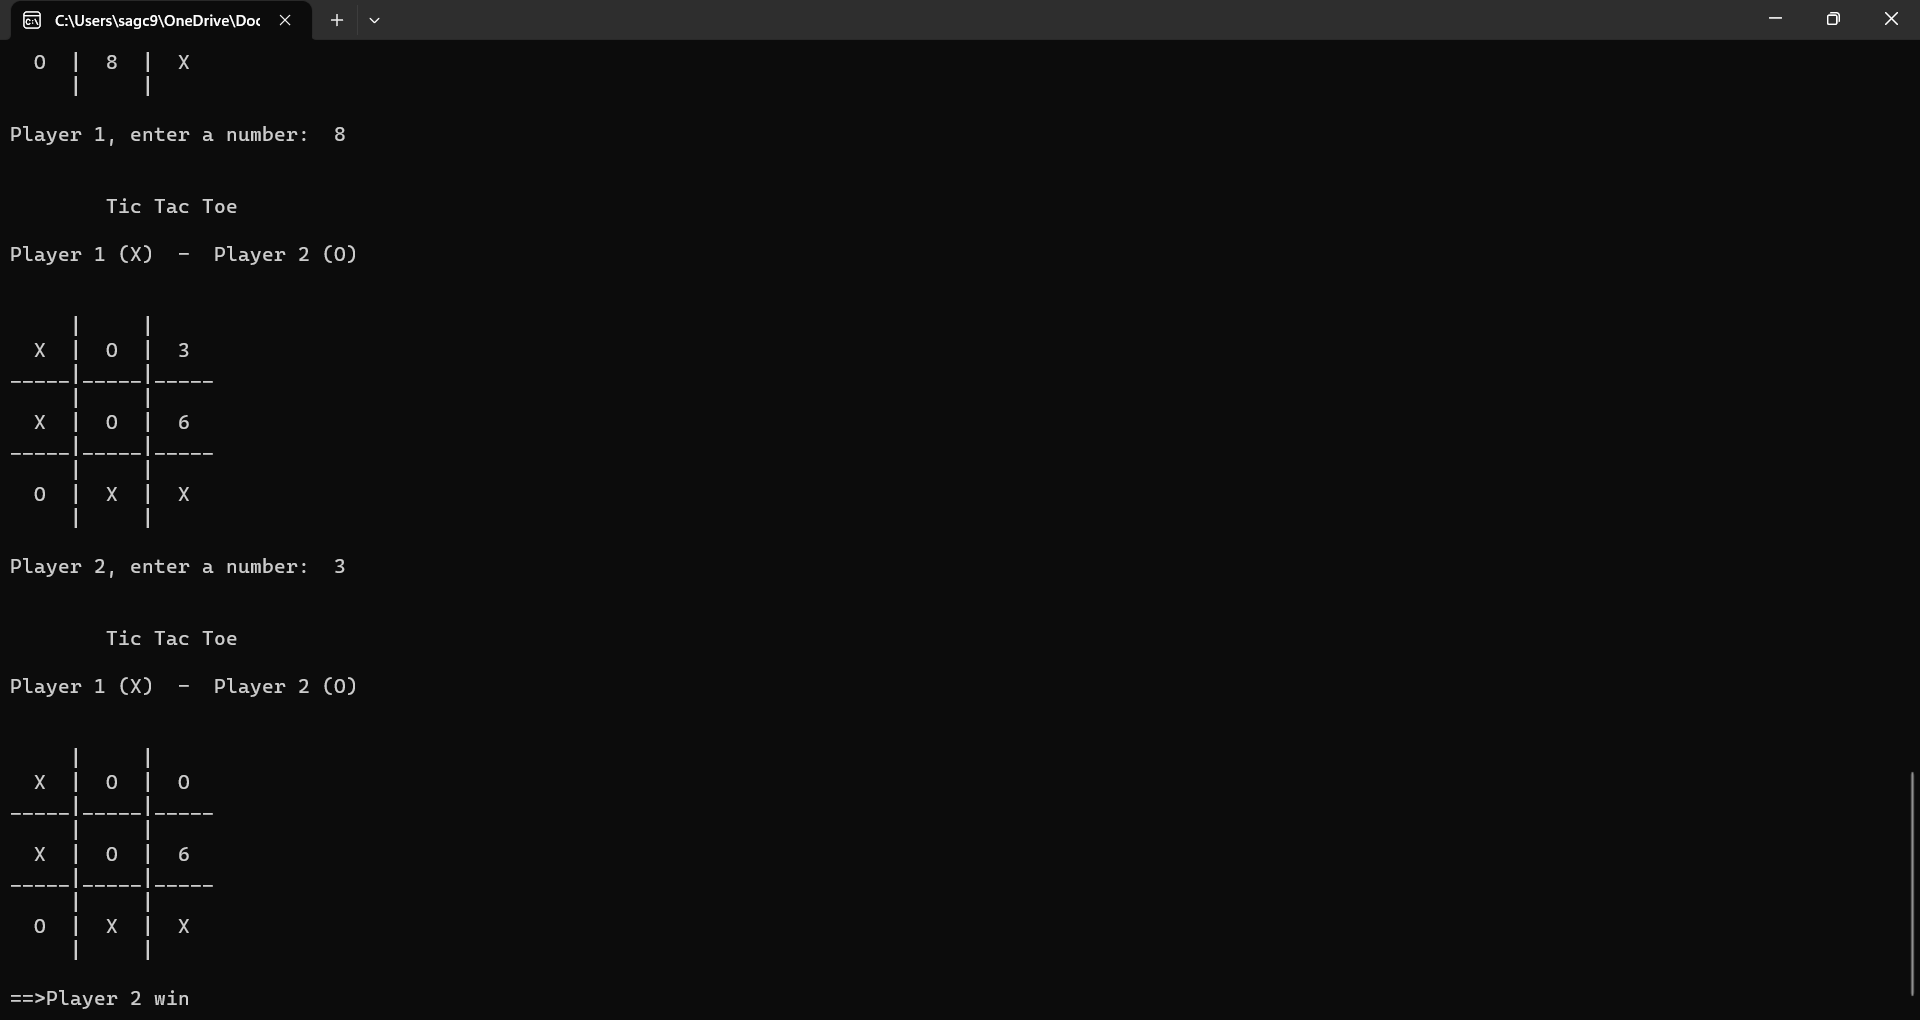 C:\Users\sagc9\OneDrive\Doc
O | 8 | X
| |
Player 1, enter a number: 8
Tic Tac Toe
Player 1 (X) - Player 2 (O)
| |
X | O | 3
-----|-----|-----
| |
X | O | 6
-----|-----|-----
| |
O | X | X
| |
Player 2, enter a number: 3
Tic Tac Toe
Player 1 (X) - Player 2 (O)
| |
X | O | O
-----|-----|-----
| |
X | O | 6
-----|-----|-----
| |
O | X | X
| |
==>Player 2 win